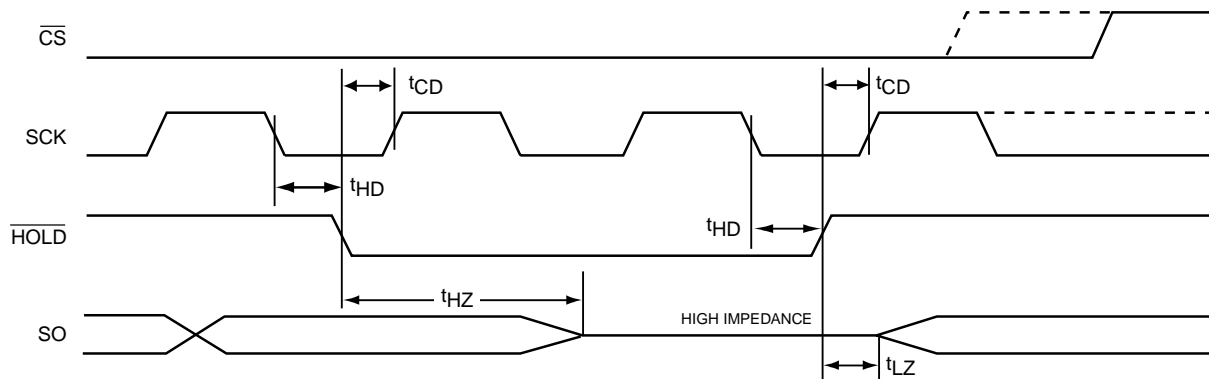 CS
tCD
tCD
SCK
tHD
HOLD
tHD
tHZ
SO
HIGH IMPEDANCE
tLZ